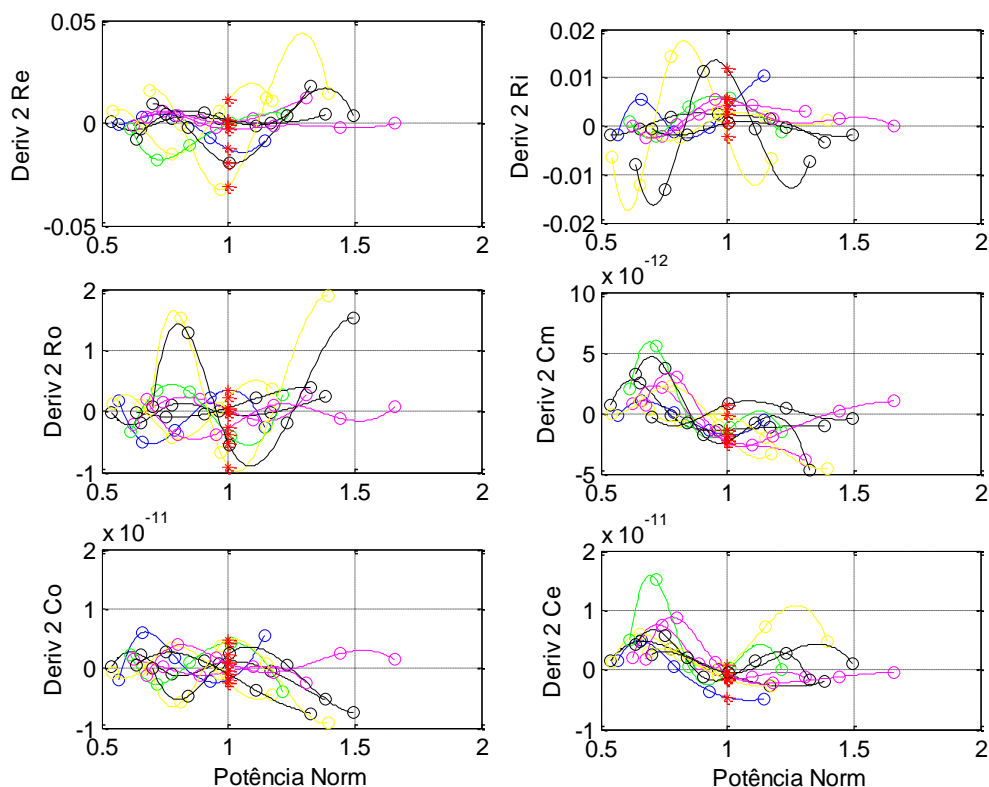 0.05
0
-0.05
Deriv 2 Re
0.5 1 1.5 2
0.02
0.01
0
-0.01
-0.02
Deriv 2 Ri
0.5 1 1.5 2
2
1
0
-1
Deriv 2 Ro
0.5 1 1.5 2
x 10^-12
10
5
0
-5
Deriv 2 Cm
0.5 1 1.5 2
x 10^-11
2
1
0
-1
Deriv 2 Co
0.5 1 1.5 2
Potência Norm
x 10^-11
2
1
0
-1
Deriv 2 Ce
0.5 1 1.5 2
Potência Norm